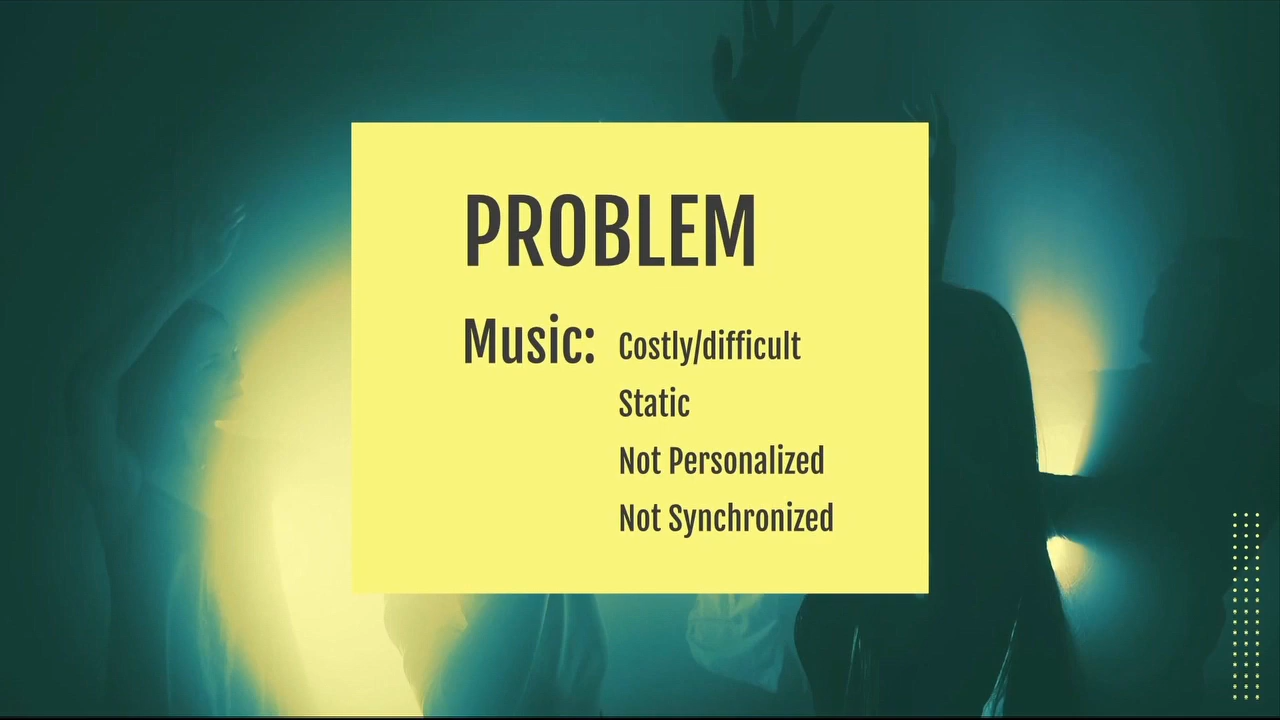 PROBLEM
Music: Costly/difficult
Static
Not Personalized
Not Synchronized